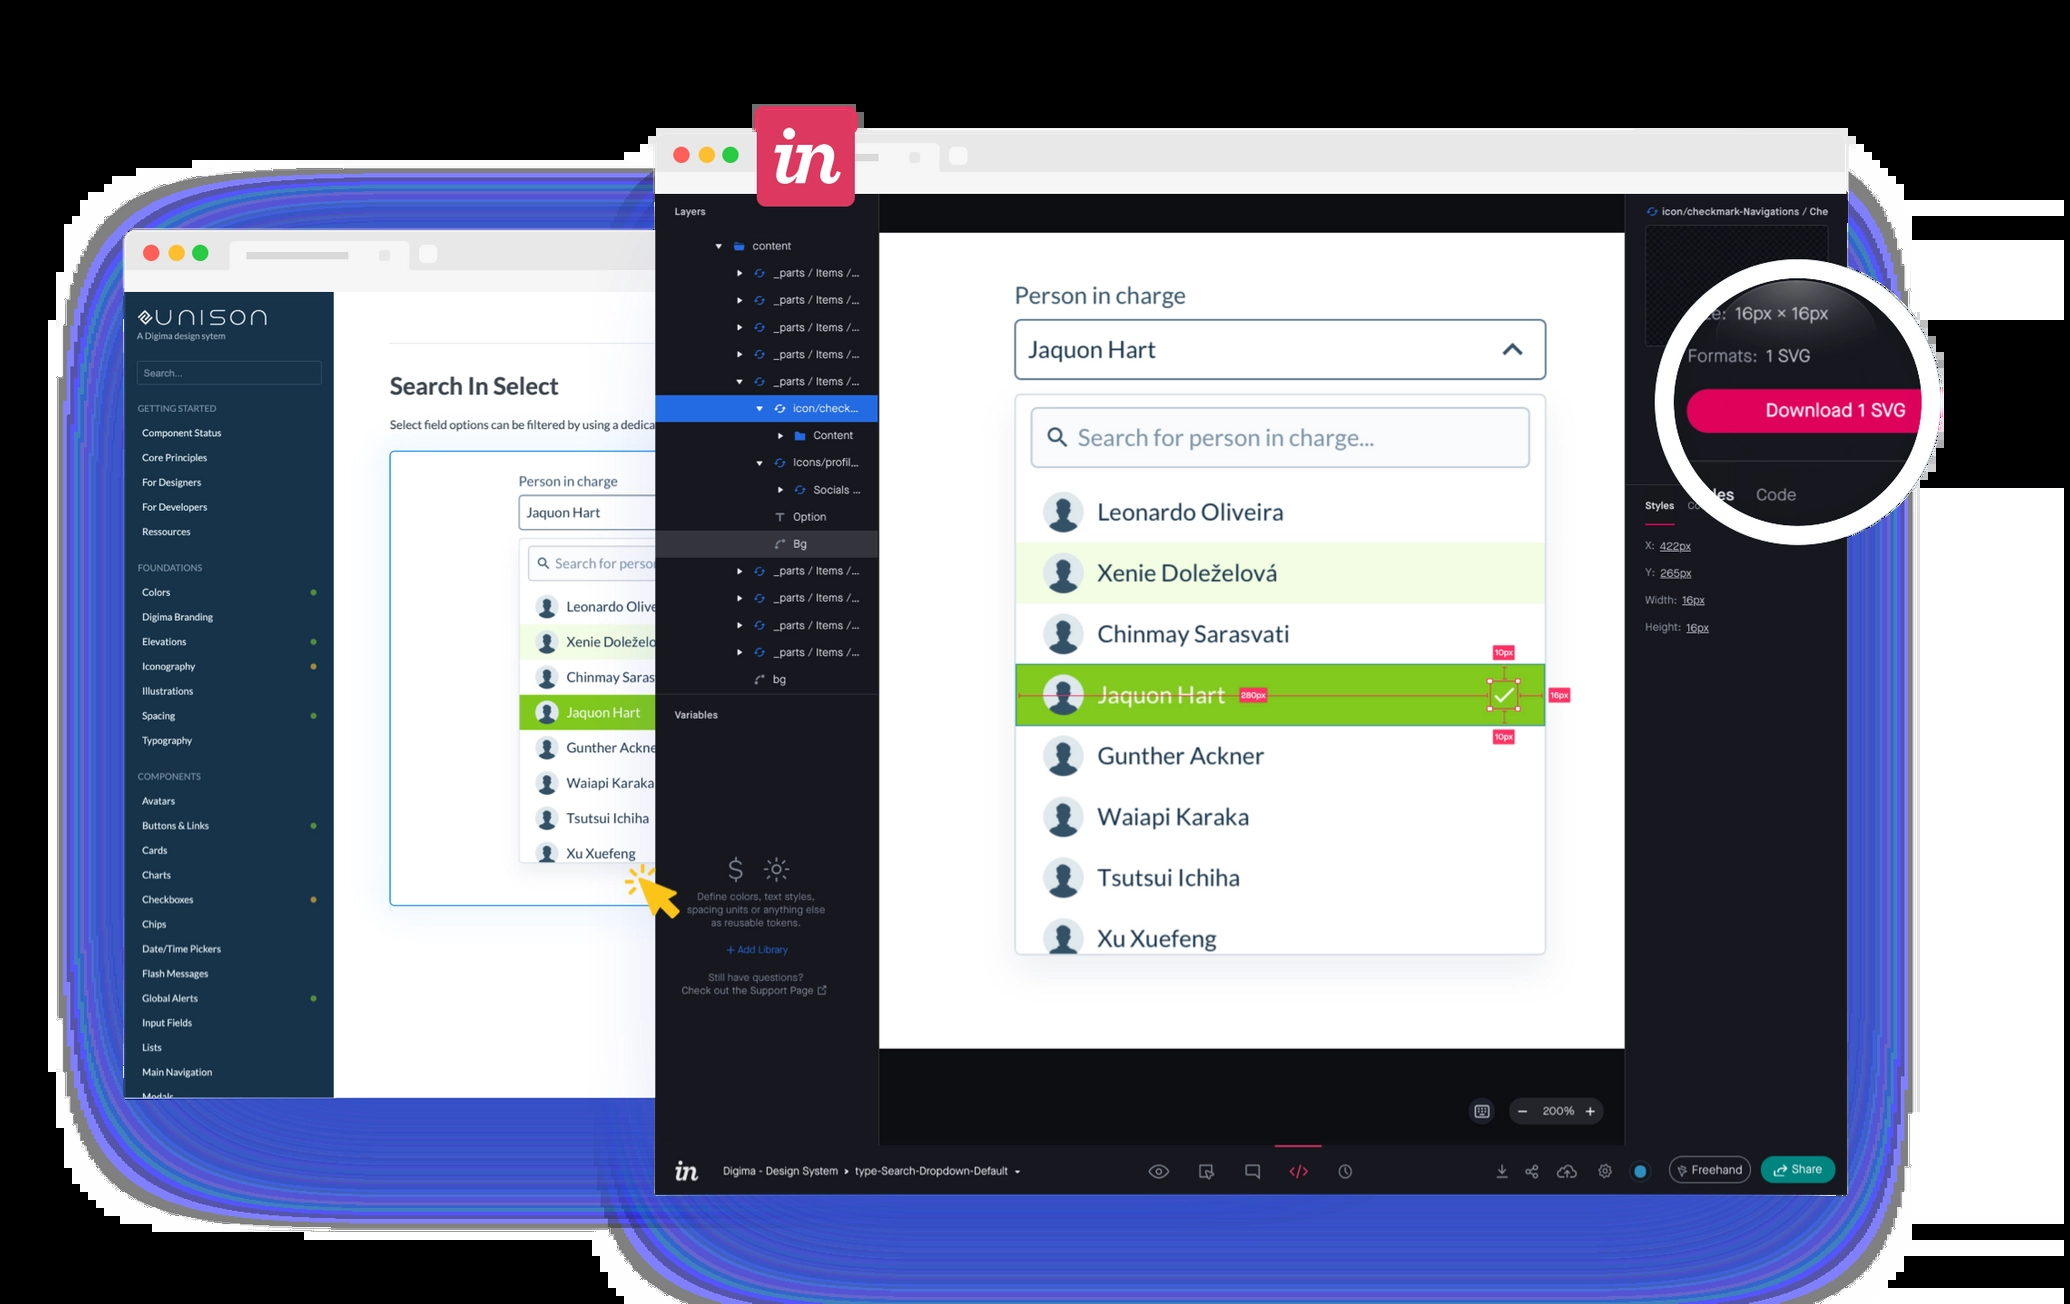 in
UNISON
A Digima design sytem
Search...
GETTING STARTED
Component Status
Core Principles
For Designers
For Developers
Ressources
FOUNDATIONS
Colors
Digima Branding
Elevations
Iconography
Illustrations
Spacing
Typography
COMPONENTS
Avatars
Buttons & Links
Cards
Charts
Checkboxes
Chips
Date/Time Pickers
Flash Messages
Global Alerts
Input Fields
Lists
Main Navigation
Modals
Search In Select
Select field options can be filtered by using a dedica
Person in charge
Jaquon Hart
Search for perso
Leonardo Olive
Xenie Doleželo
Chinmay Saras
Jaquon Hart
Gunther Ackne
Waiapi Karaka
Tsutsui Ichiha
Xu Xuefeng
Layers
content
_parts / Items /...
_parts / Items /...
_parts / Items /...
_parts / Items /...
_parts / Items /...
icon/check...
Content
Icons/profil...
Socials ...
Option
Bg
_parts / Items /...
_parts / Items /...
_parts / Items /...
_parts / Items /...
bg
Variables
Define colors, text styles,
spacing units or anything else
as reusable tokens.
+ Add Library
Still have questions?
Check out the Support Page
Person in charge
Jaquon Hart
Search for person in charge...
Leonardo Oliveira
Xenie Doleželová
Chinmay Sarasvati
10px
Jaquon Hart 280px 16px
10px
Gunther Ackner
Waiapi Karaka
Tsutsui Ichiha
Xu Xuefeng
200%
icon/checkmark-Navigations / Che
16px × 16px
Formats: 1 SVG
Download 1 SVG
Code
Styles
X: 422px
Y: 265px
Width: 16px
Height: 16px
in
Digima - Design System › type-Search-Dropdown-Default
Freehand
Share